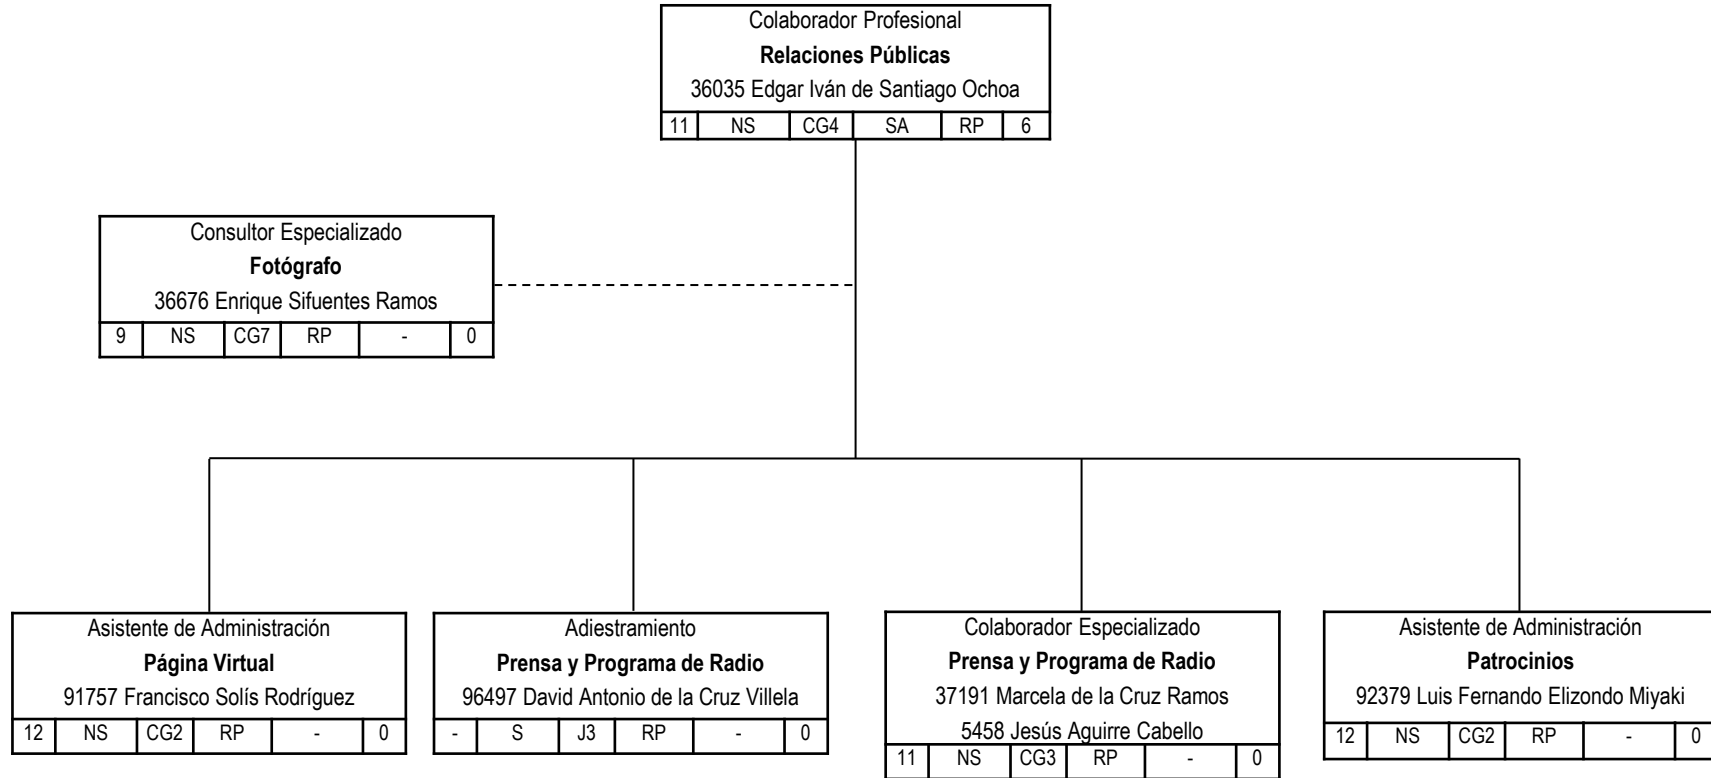 Colaborador Profesional
Relaciones Públicas
36035 Edgar Iván de Santiago Ochoa
11 NS CG4 SA RP 6
Consultor Especializado
Fotógrafo
36676 Enrique Sifuentes Ramos
9 NS CG7 RP - 0
Asistente de Administración
Página Virtual
91757 Francisco Solís Rodríguez
12 NS CG2 RP - 0
Adiestramiento
Prensa y Programa de Radio
96497 David Antonio de la Cruz Villela
- S J3 RP - 0
Colaborador Especializado
Prensa y Programa de Radio
37191 Marcela de la Cruz Ramos
5458 Jesús Aguirre Cabello
11 NS CG3 RP - 0
Asistente de Administración
Patrocinios
92379 Luis Fernando Elizondo Miyaki
12 NS CG2 RP - 0